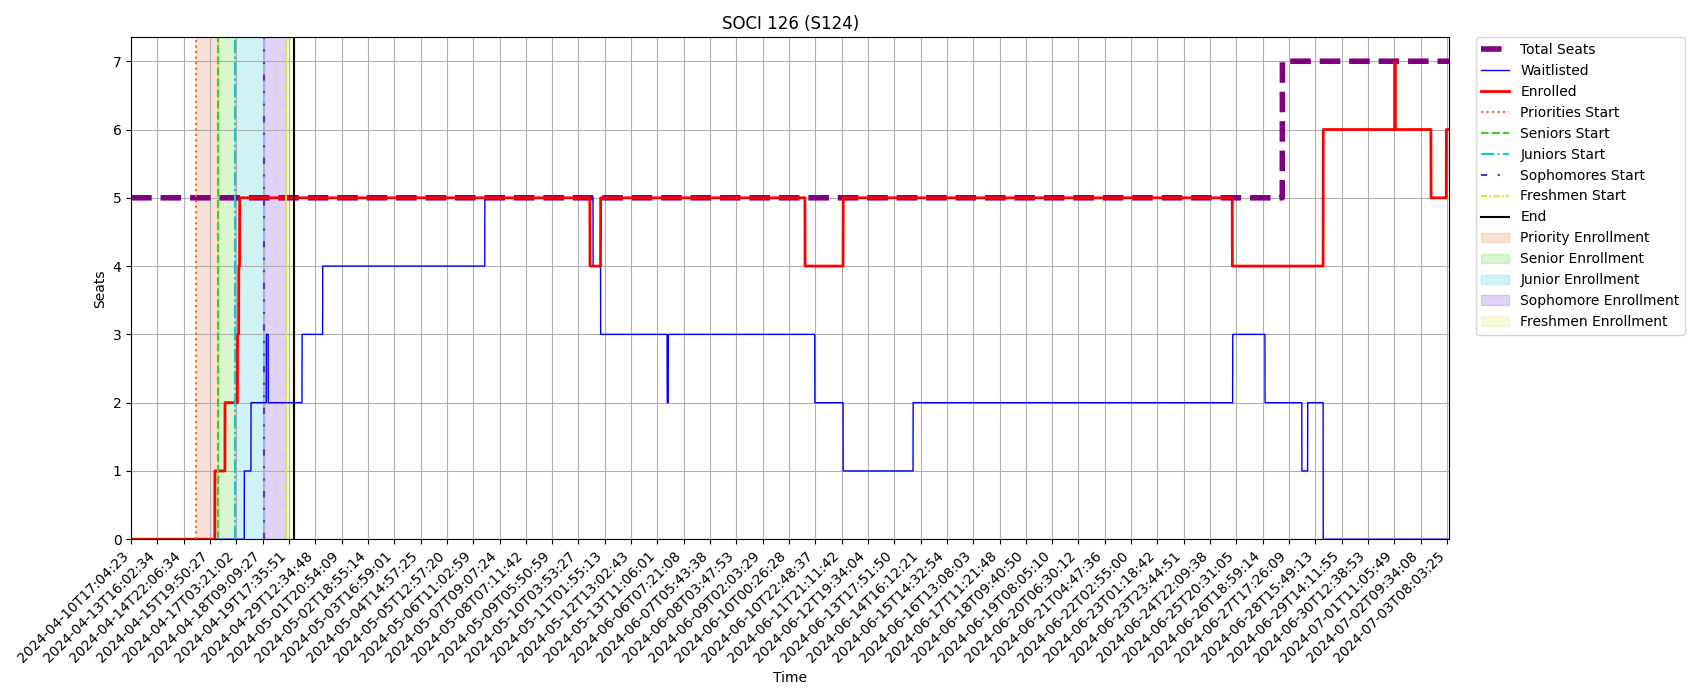 SOCI 126 (S124)
Seats
7
6
5
4
3
2
1
0
2024-04-10T17:04:23
2024-04-13T16:02:34
2024-04-14T22:06:34
2024-04-15T19:50:27
2024-04-17T03:21:02
2024-04-18T09:09:27
2024-04-19T17:35:51
2024-04-29T12:34:48
2024-05-01T20:54:09
2024-05-02T18:55:14
2024-05-03T16:59:01
2024-05-04T14:57:25
2024-05-05T12:57:20
2024-05-06T11:02:59
2024-05-07T09:07:24
2024-05-08T07:11:42
2024-05-09T05:50:59
2024-05-10T03:53:27
2024-05-11T01:55:13
2024-05-12T13:02:43
2024-05-13T11:06:01
2024-06-06T07:21:08
2024-06-07T05:43:38
2024-06-08T03:47:53
2024-06-09T02:03:29
2024-06-10T00:26:28
2024-06-10T22:48:37
2024-06-11T21:11:42
2024-06-12T19:34:04
2024-06-13T17:51:50
2024-06-14T16:12:21
2024-06-15T14:32:54
2024-06-16T13:08:03
2024-06-17T11:21:48
2024-06-18T09:40:50
2024-06-19T08:05:10
2024-06-20T06:30:12
2024-06-21T04:47:36
2024-06-22T02:55:00
2024-06-23T01:18:42
2024-06-23T23:44:51
2024-06-24T22:09:38
2024-06-25T20:31:05
2024-06-26T18:59:14
2024-06-27T17:26:09
2024-06-28T15:49:13
2024-06-29T14:11:55
2024-06-30T12:38:53
2024-07-01T11:05:49
2024-07-02T09:34:08
2024-07-03T08:03:25
Time
Total Seats
Waitlisted
Enrolled
Priorities Start
Seniors Start
Juniors Start
Sophomores Start
Freshmen Start
End
Priority Enrollment
Senior Enrollment
Junior Enrollment
Sophomore Enrollment
Freshmen Enrollment